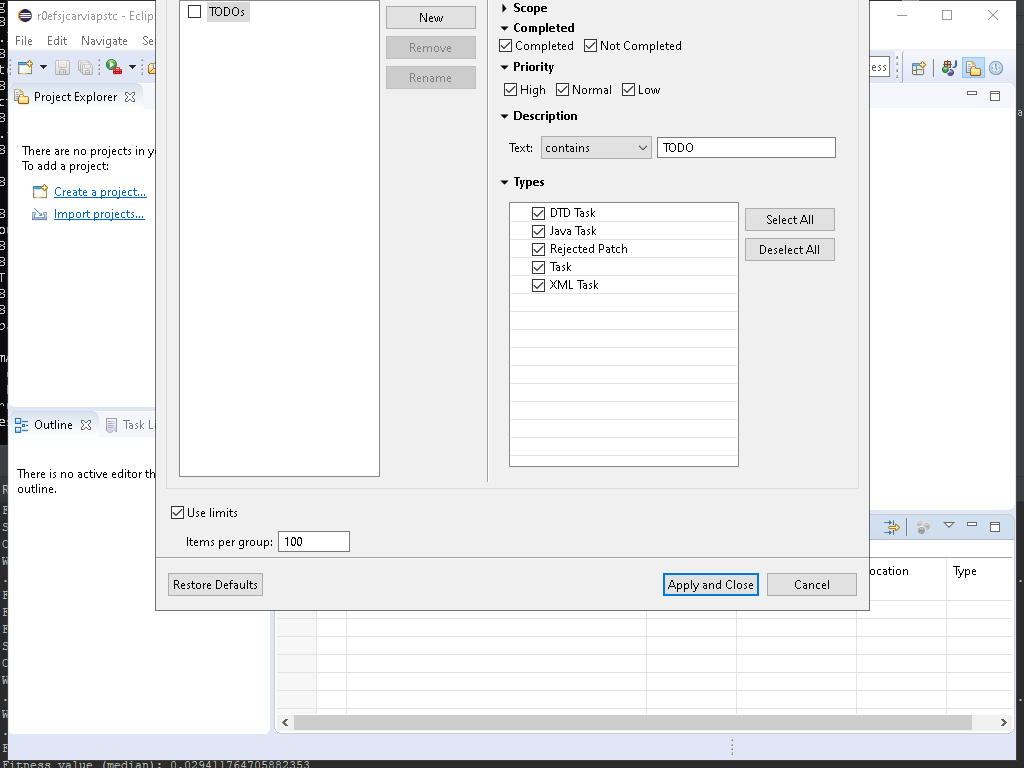 r0efsjcarviapstc - Eclips
File Edit Navigate Se
ess
Project Explorer
There are no projects in y
To add a project:
Create a project...
Import projects...
Outline
Task Li
There is no active editor th
outline.
TODOs
New
Remove
Rename
Scope
Completed
Completed Not Completed
Priority
High Normal Low
Description
Text: contains TODO
Types
DTD Task
Java Task
Rejected Patch
Task
XML Task
Select All
Deselect All
Use limits
Items per group: 100
Restore Defaults Apply and Close Cancel
ocation Type
Fitness value (median): 0.029411764705882353